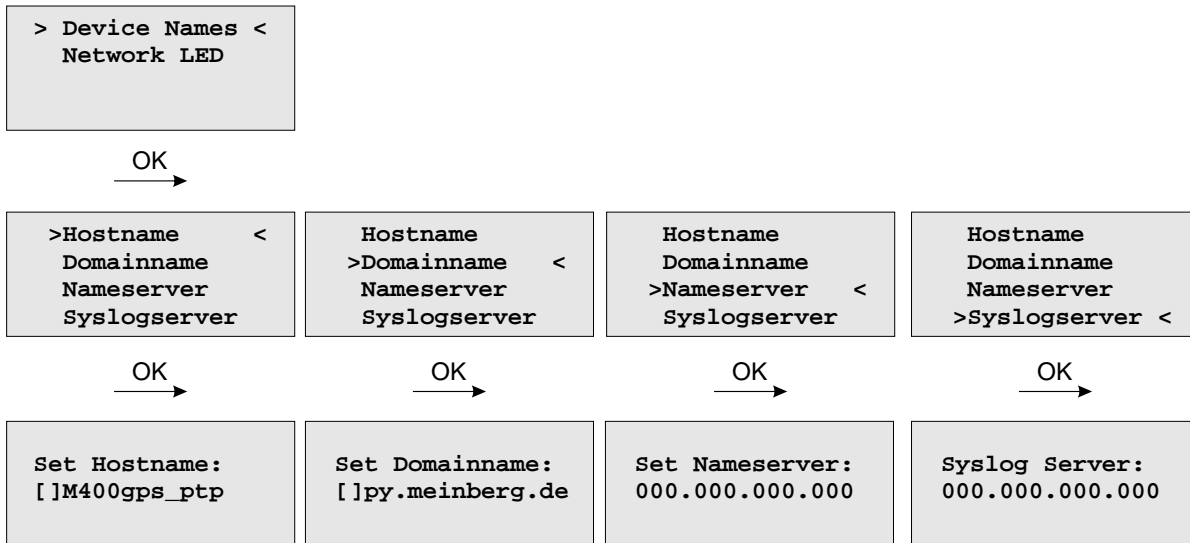 > Device Names <
Network LED
OK
>Hostname <
Domainname
Nameserver
Syslogserver
Hostname
>Domainname <
Nameserver
Syslogserver
Hostname
Domainname
>Nameserver <
Syslogserver
Hostname
Domainname
Nameserver
>Syslogserver <
OK
OK
OK
OK
Set Hostname:
[]M400gps_ptp
Set Domainname:
[]py.meinberg.de
Set Nameserver:
000.000.000.000
Syslog Server:
000.000.000.000